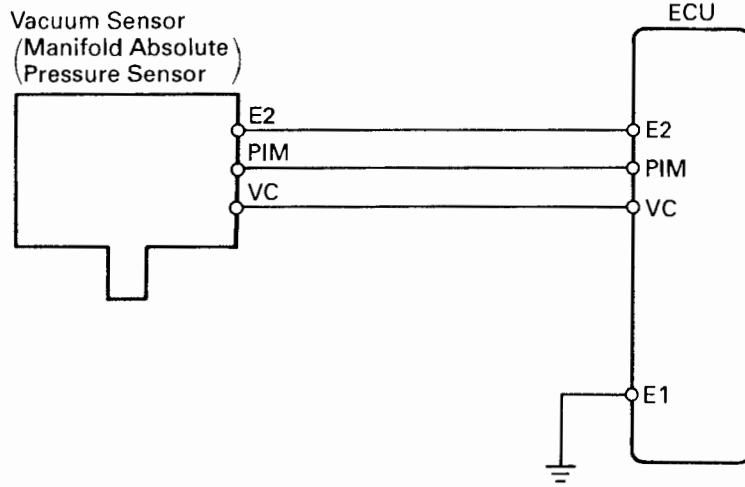 ECU
Vacuum Sensor
(Manifold Absolute
Pressure Sensor)
E2
E2
PIM
PIM
VC
VC
E1